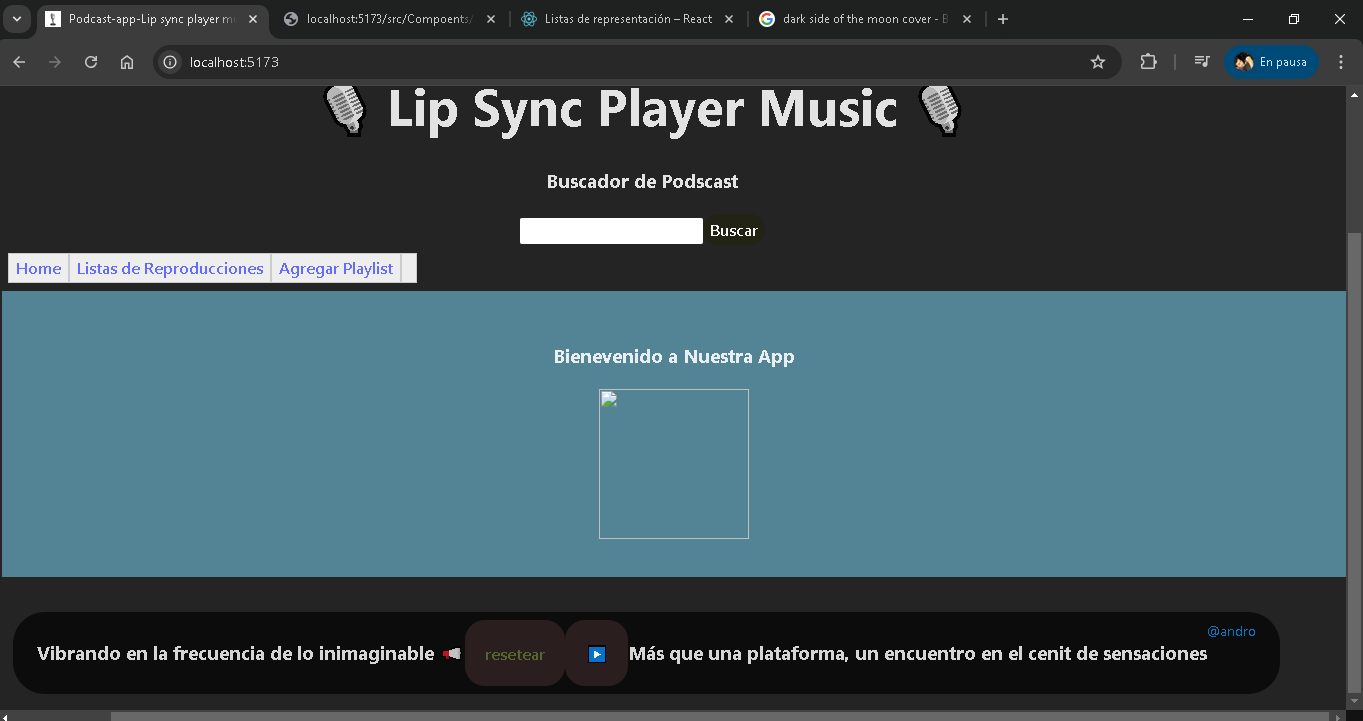 Podcast-app-Lip sync player m
localhost:5173/src/Compoents/
Listas de representación – React
dark side of the moon cover - B
localhost:5173
En pausa
Lip Sync Player Music
Buscador de Podscast
Buscar
Home
Listas de Reproducciones
Agregar Playlist
Bienevenido a Nuestra App
@andro
Vibrando en la frecuencia de lo inimaginable
resetear
Más que una plataforma, un encuentro en el cenit de sensaciones